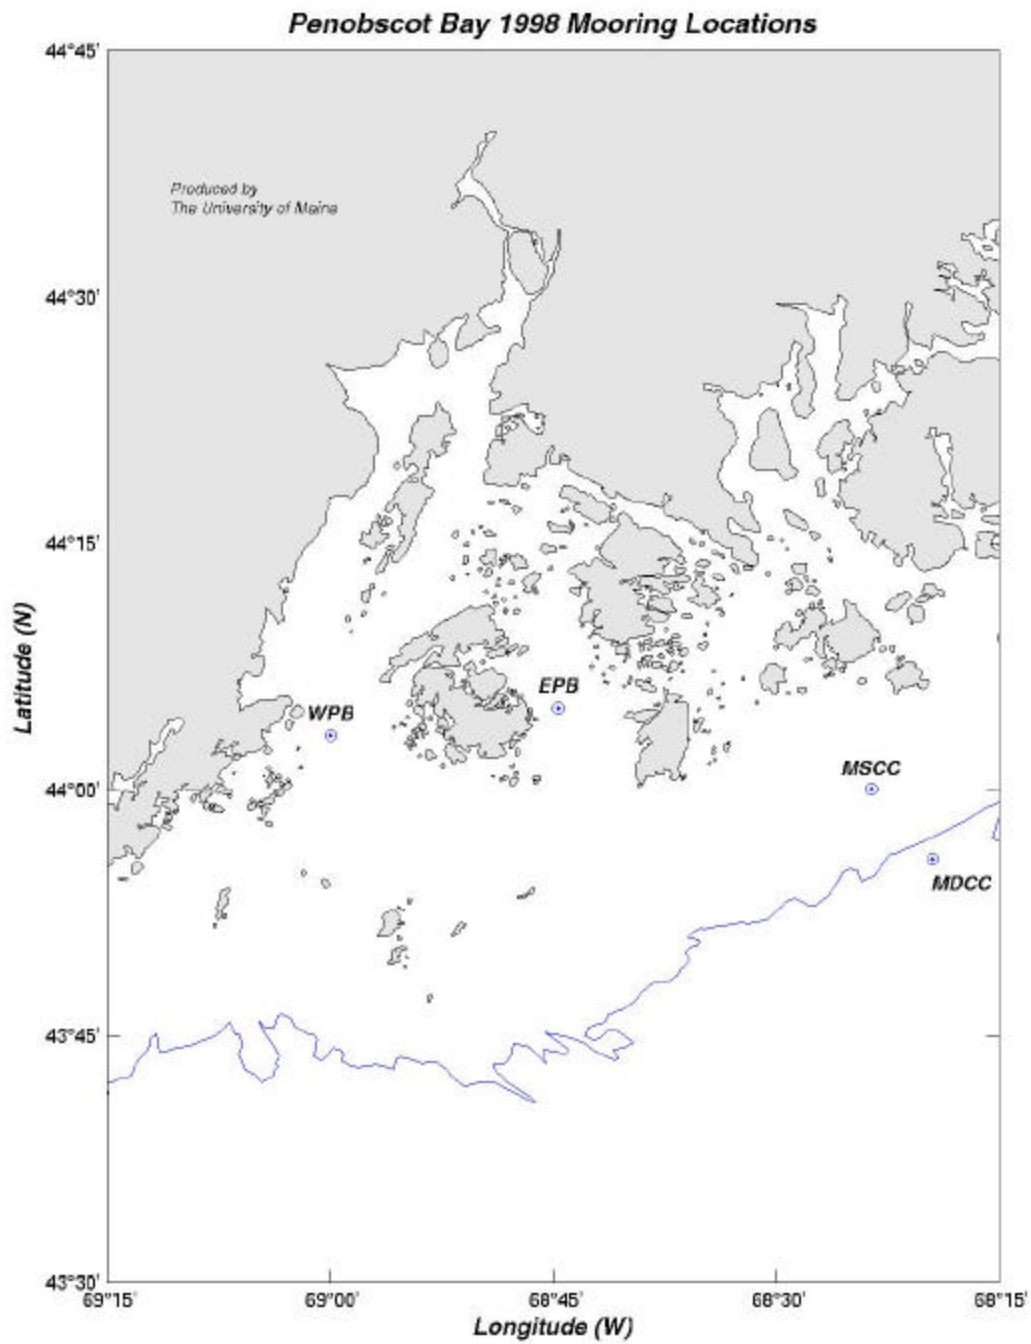 Penobscot Bay 1998 Mooring Locations
44°45'
Produced by
The University of Maine
44°30'
44°15'
Latitude (N)
EPB
WPB
MSCC
44°00'
MDCC
43°45'
43°30'
69°15'
69°00'
68°45'
68°30'
68°15'
Longitude (W)